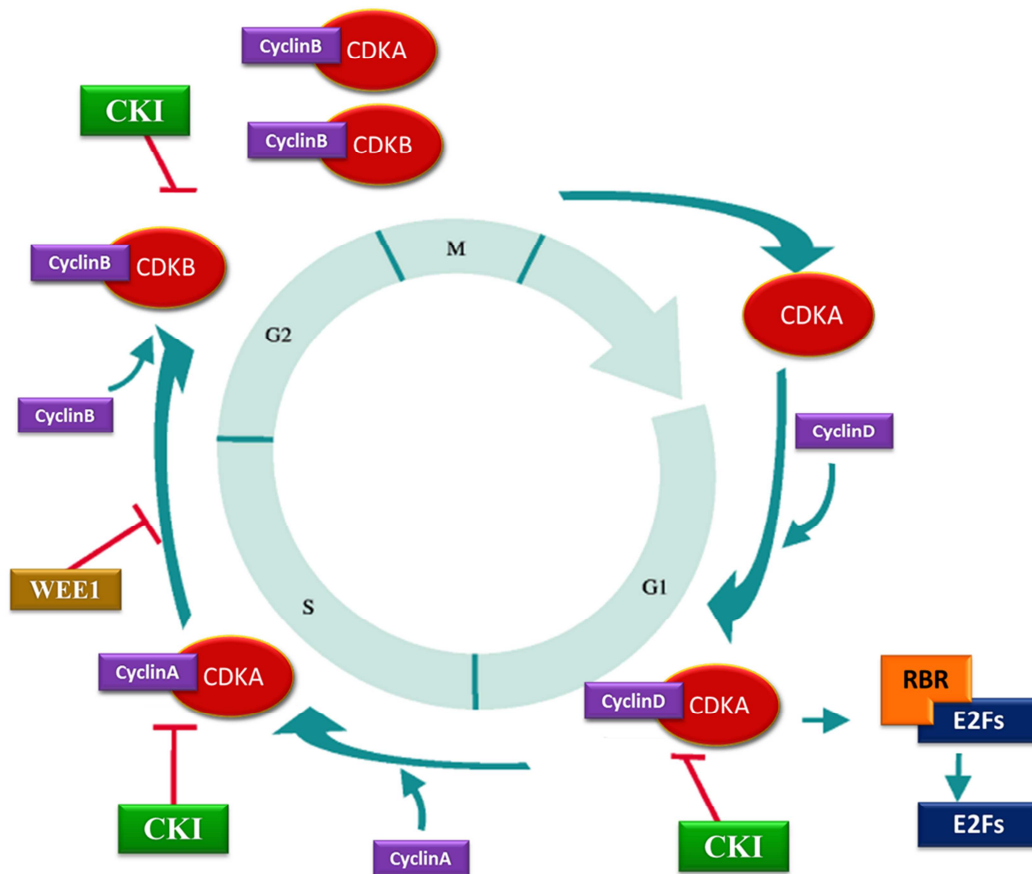 CyclinB
CDKA
CKI
CyclinB
CDKB
CyclinB
CDKB
M
CDKA
G2
CyclinB
CyclinD
WEE1
S
G1
CyclinA
CDKA
CyclinD
CDKA
RBR
E2Fs
CKI
CyclinA
CKI
E2Fs